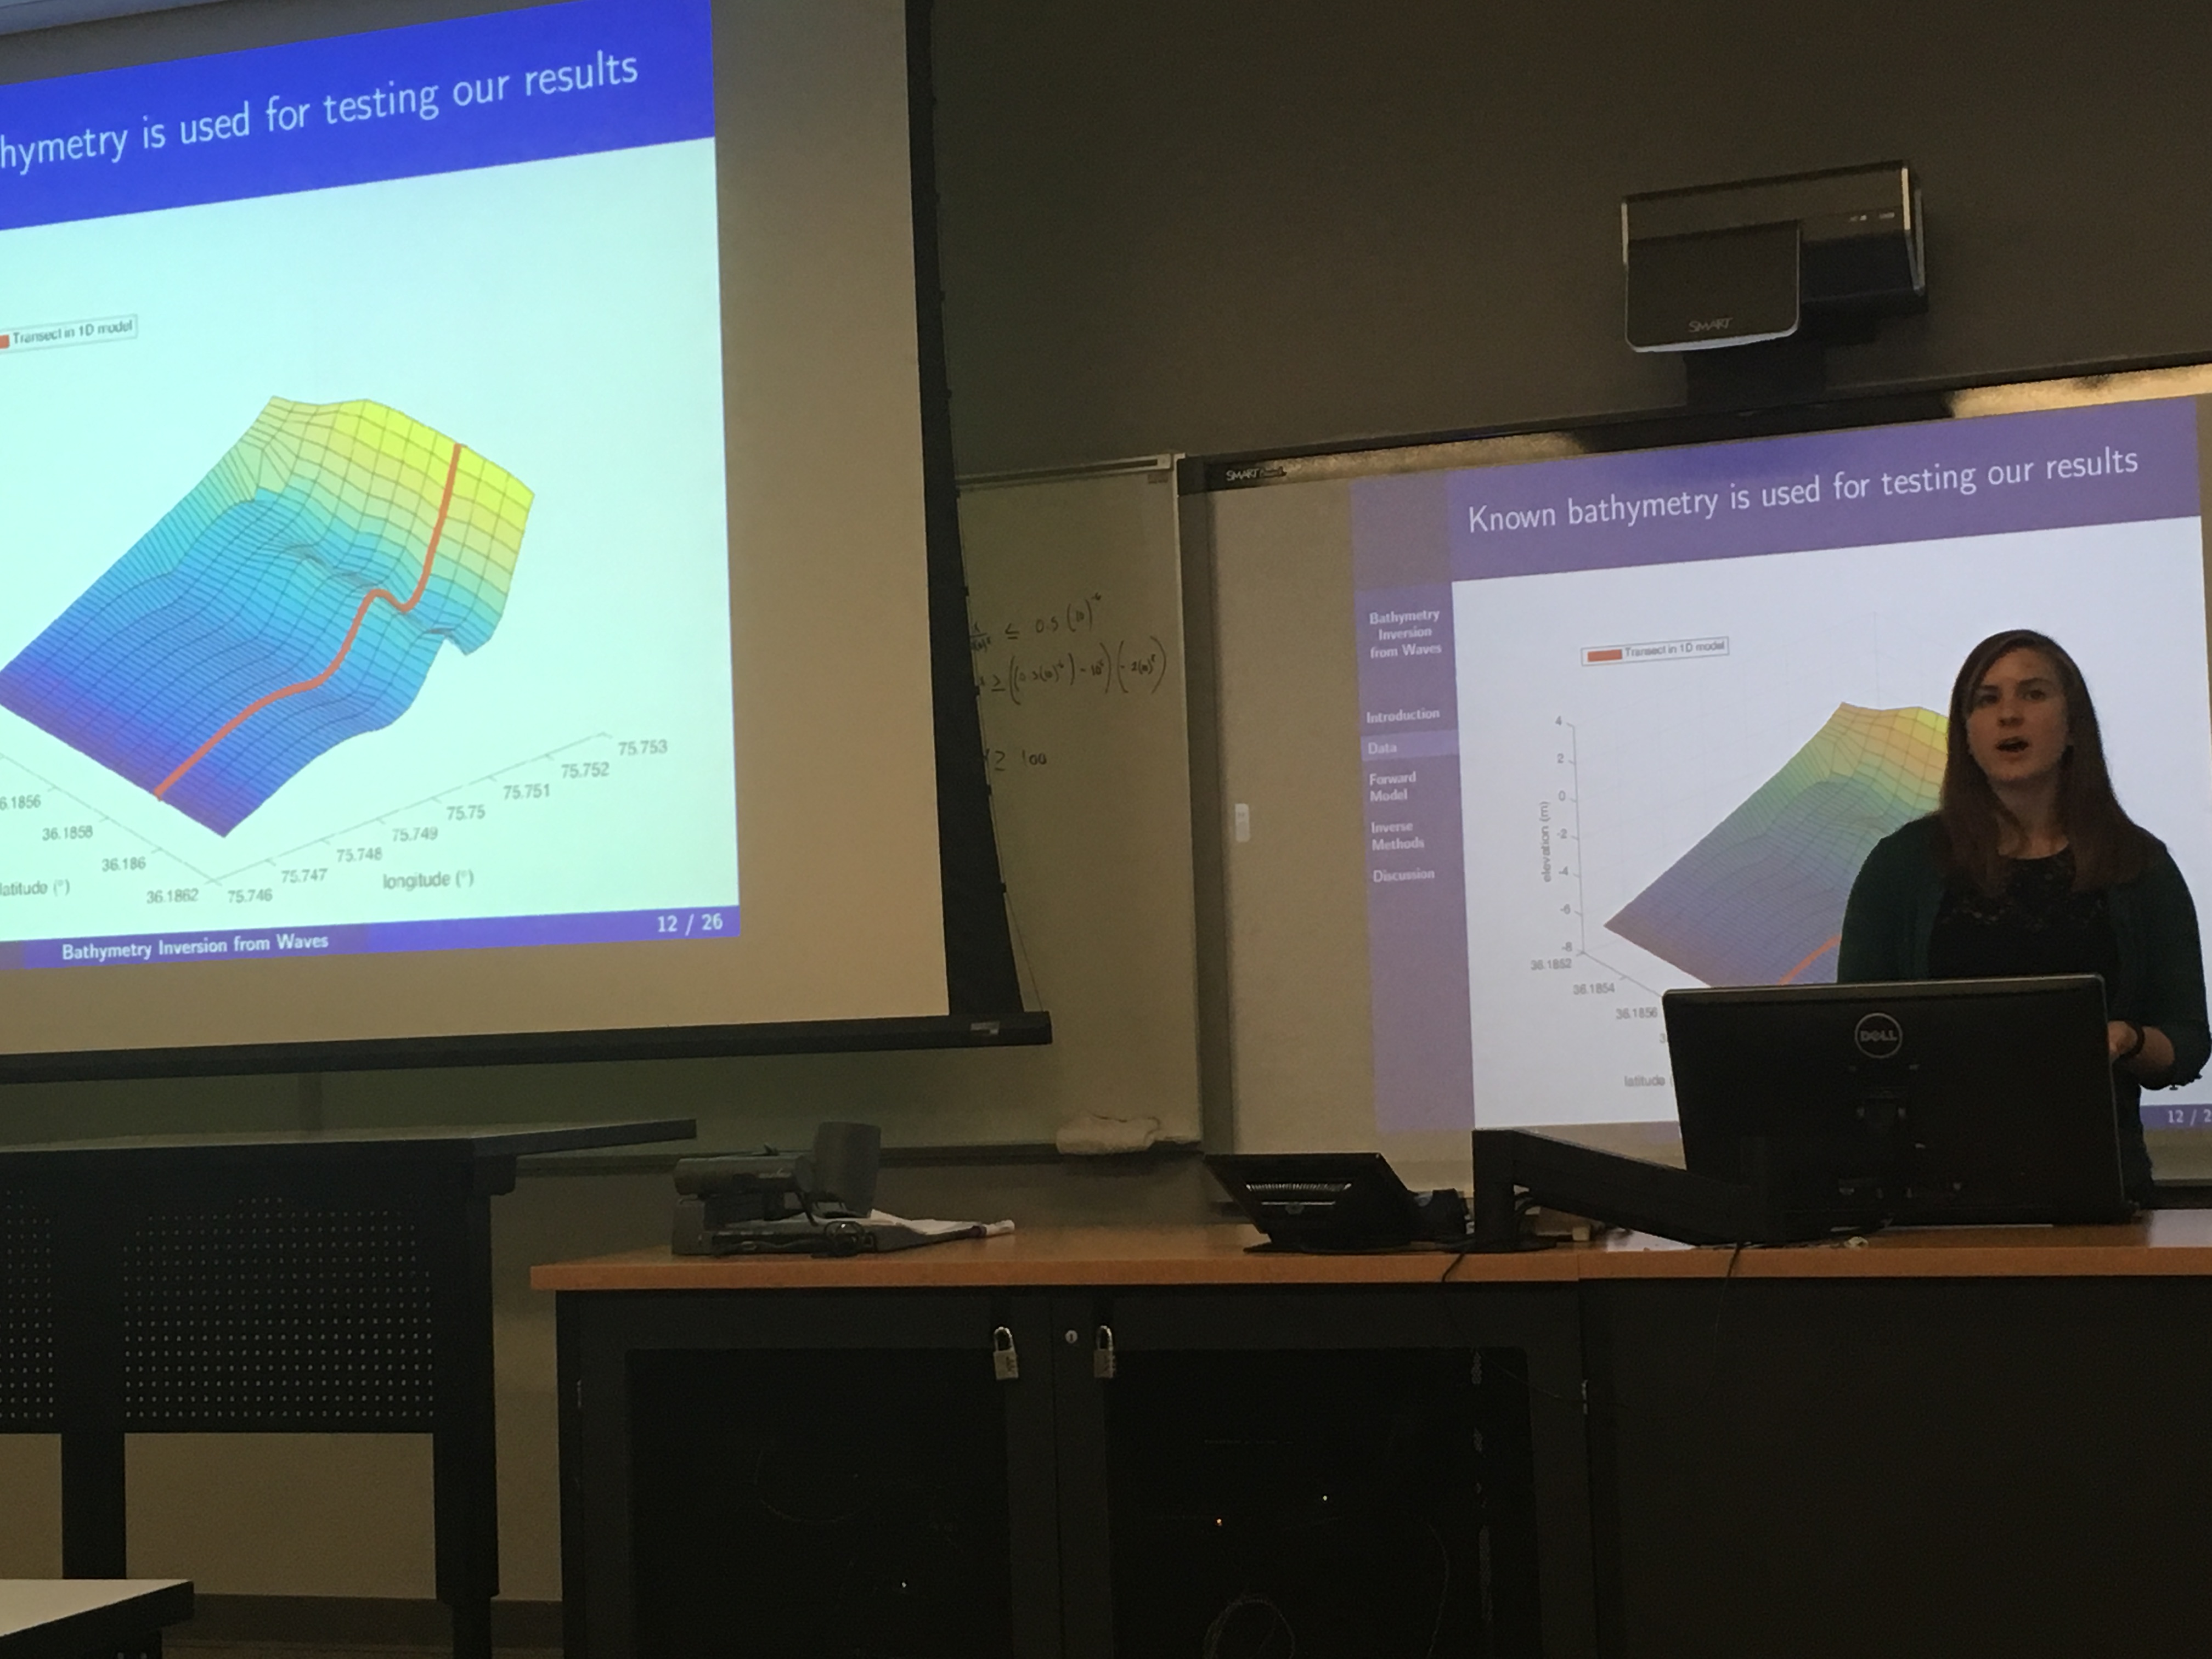 hymetry is used for testing our results
Transect in 1D model
6.1856
36.1858
36.186
36.1862
latitude (°)
75.746
75.747
75.748
75.749
75.75
75.751
75.752
75.753
longitude (°)
Bathymetry Inversion from Waves
12 / 26
≤ 0.5 (10)
≥ 100
SMART
SMART
Known bathymetry is used for testing our results
Bathymetry
Inversion
from Waves
Introduction
Data
Forward
Model
Inverse
Methods
Discussion
Transect in 1D model
4
2
0
-2
-4
-6
-8
elevation (m)
36.1852
36.1854
36.1856
latitude
12 / 2
DELL